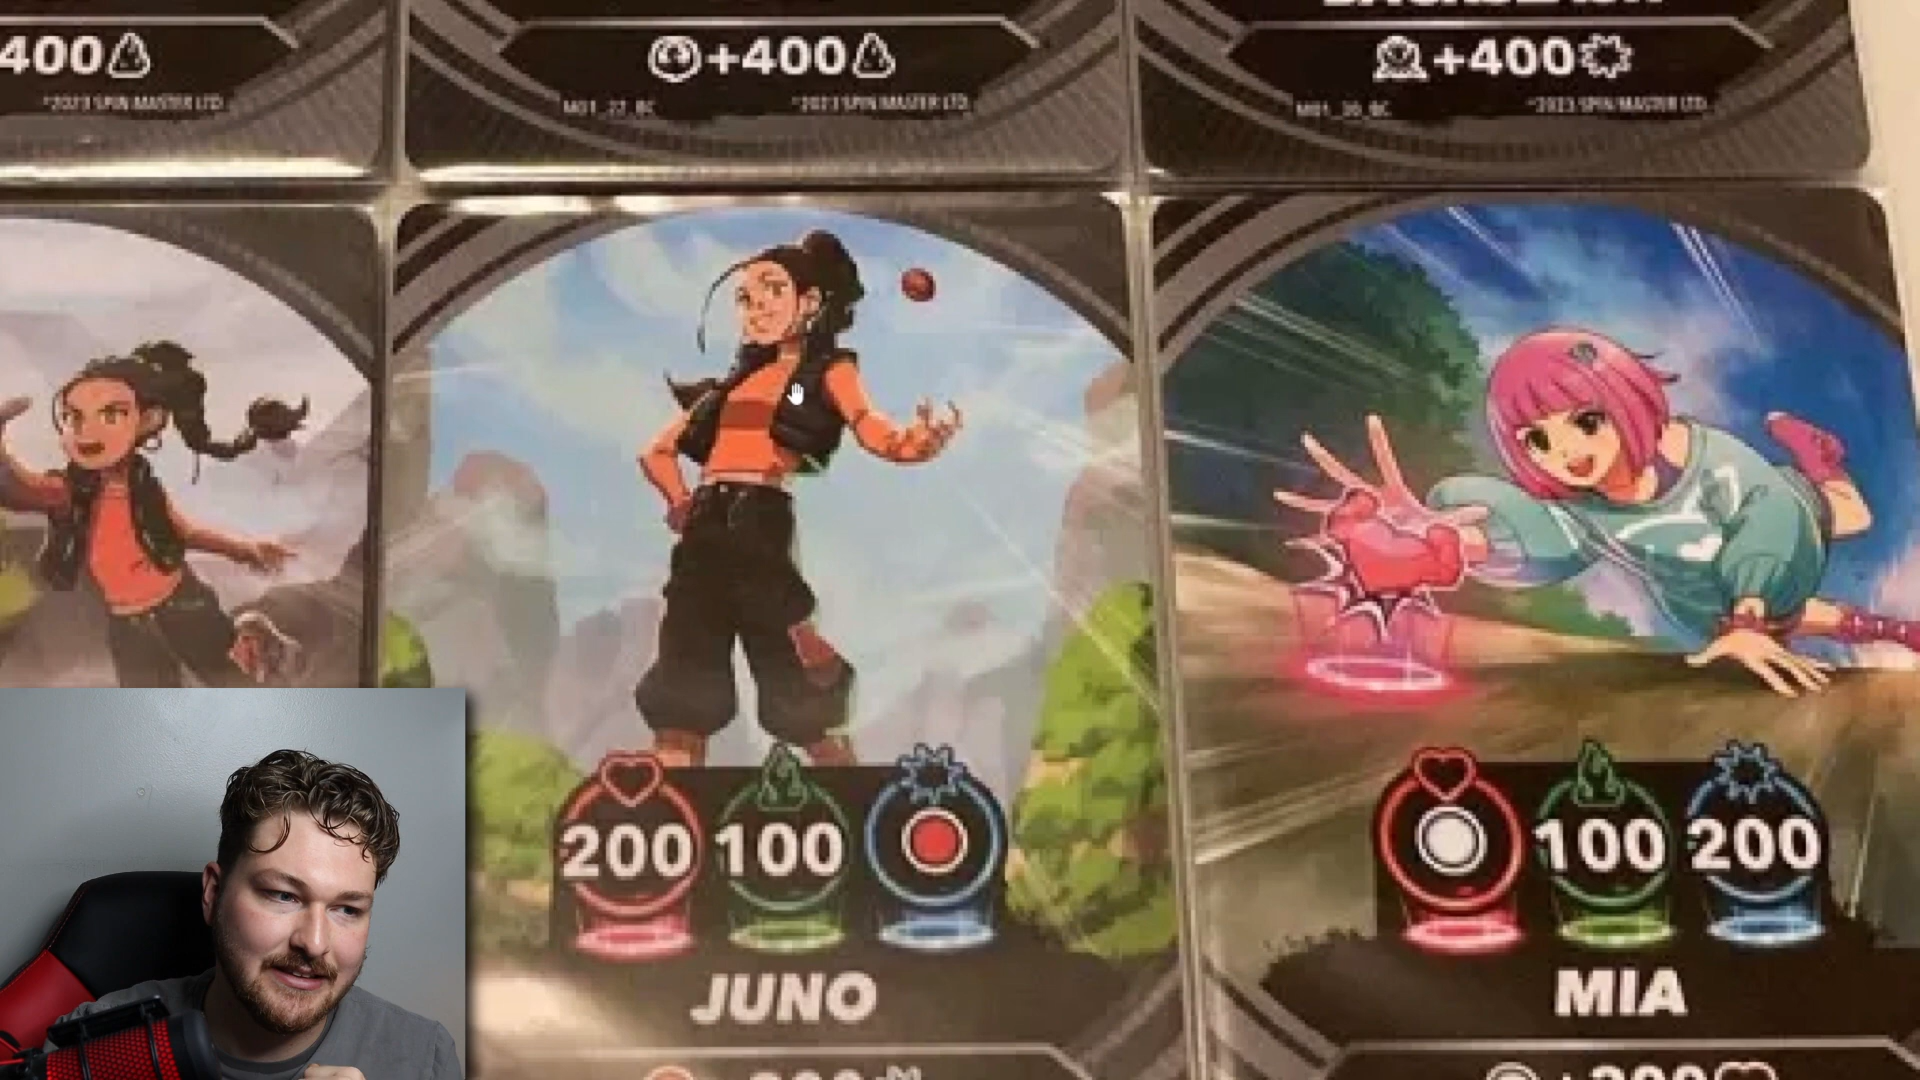 400
+400
+400
©2023 SPIN MASTER LTD.
M01_27_BC
©2023 SPIN MASTER LTD.
©2023 SPIN MASTER LTD.
200 100
100 200
JUNO
MIA